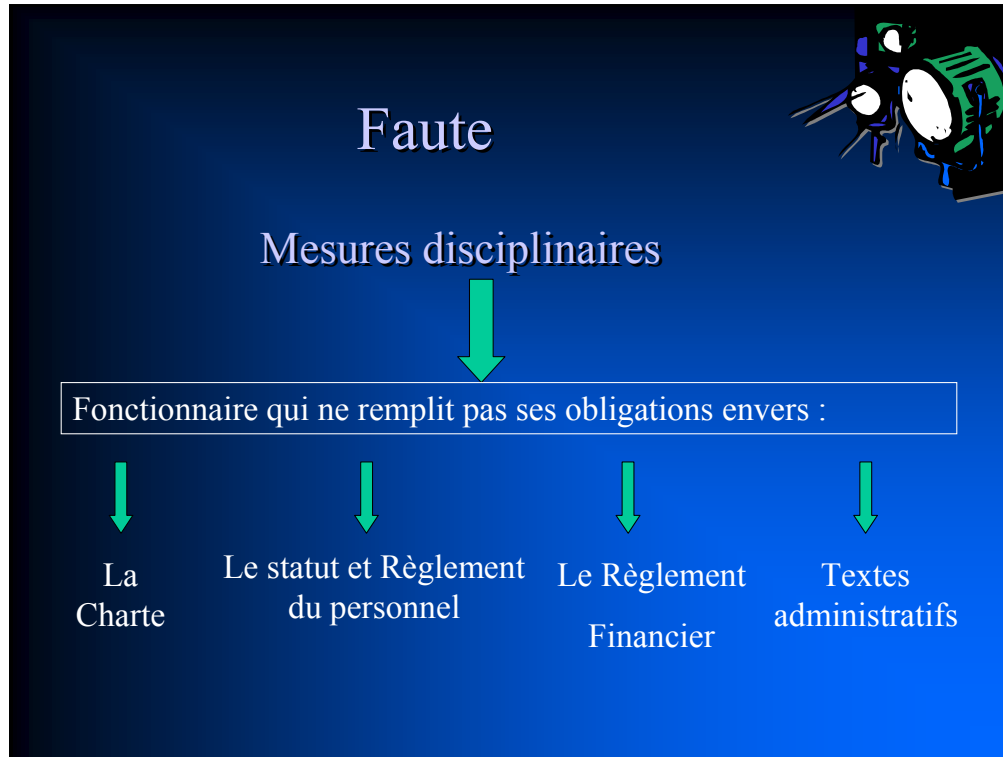 Faute
Mesures disciplinaires
Fonctionnaire qui ne remplit pas ses obligations envers :
La
Charte
Le statut et Règlement
du personnel
Le Règlement
Financier
Textes
administratifs